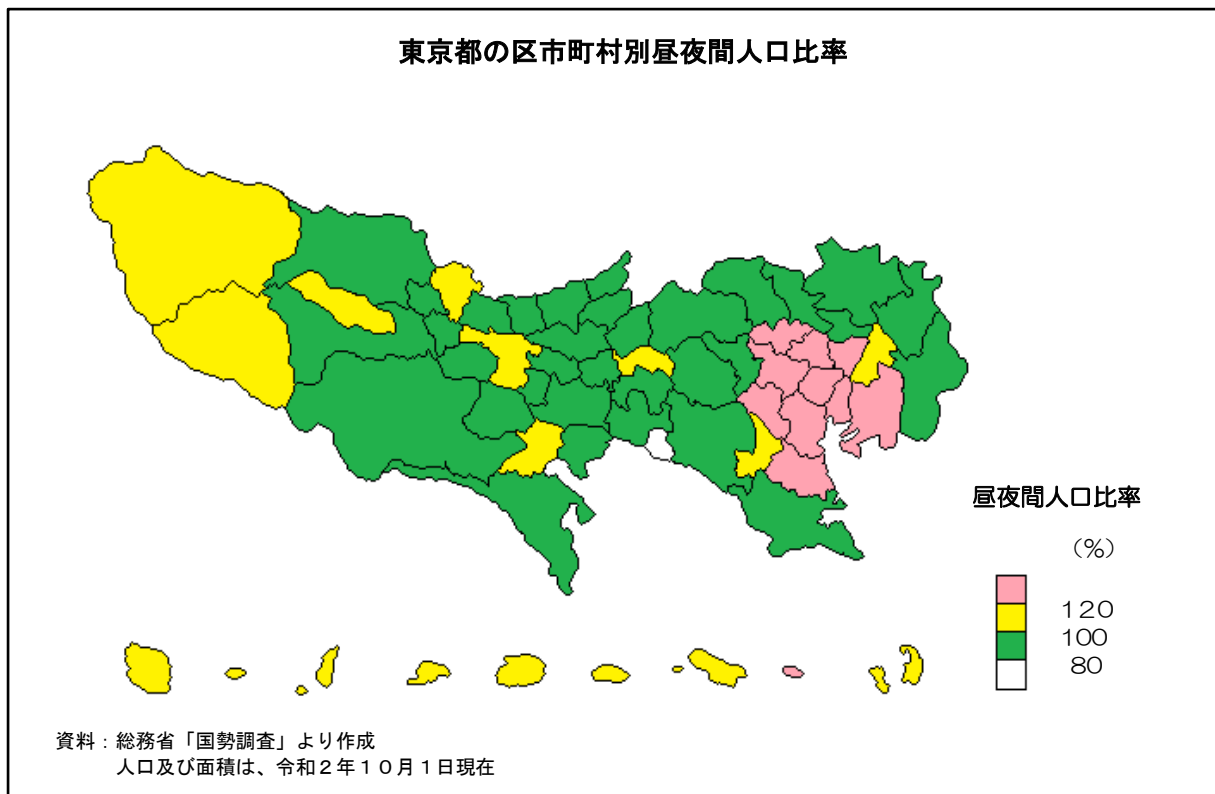 東京都の区市町村別昼夜間人口比率
昼夜間人口比率
（%）
120
100
80
資料：総務省「国勢調査」より作成
人口及び面積は、令和２年１０月１日現在